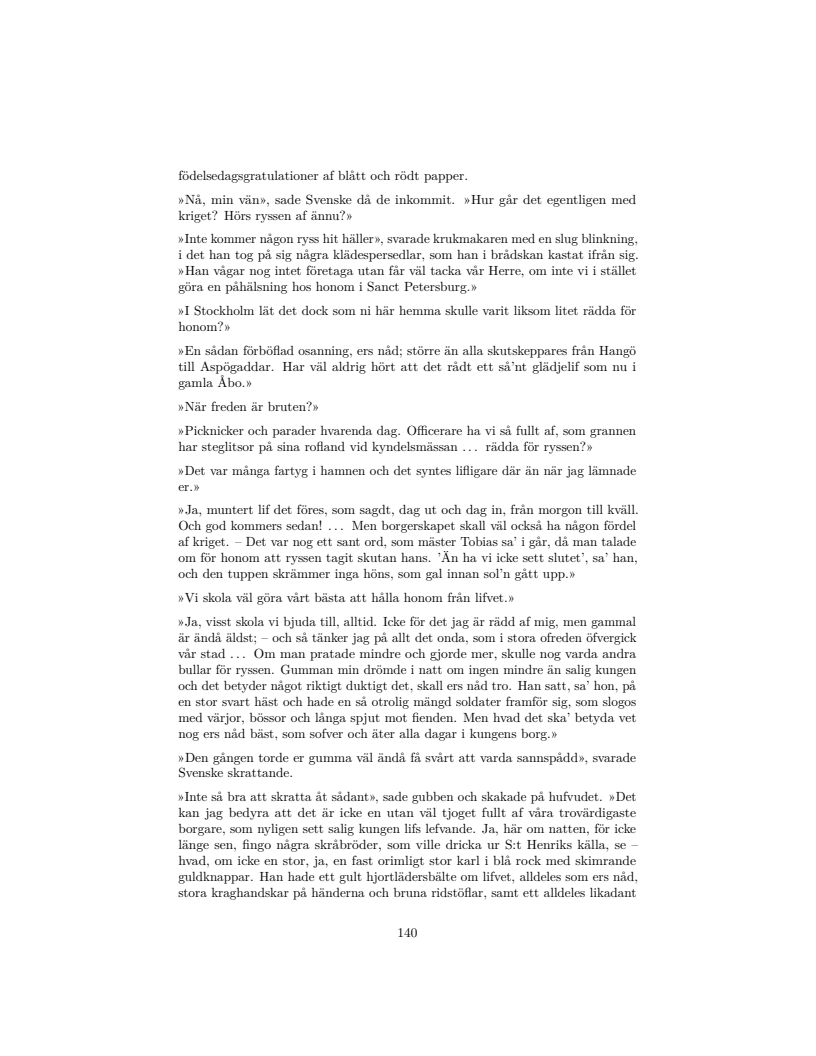 födelsedagsgratulationer af blått och rödt papper.
»Nå, min vän», sade Svenske då de inkommit. »Hur går det egentligen med
kriget? Hörs ryssen af ännu?»
»Inte kommer någon ryss hit häller», svarade krukmakaren med en slug blinkning,
i det han tog på sig några klädespersedlar, som han i brådskan kastat ifrån sig.
»Han vågar nog intet företaga utan får väl tacka vår Herre, om inte vi i stället
göra en påhälsning hos honom i Sanct Petersburg.»
»I Stockholm lät det dock som ni här hemma skulle varit liksom litet rädda för
honom?»
»En sådan förböflad osanning, ers nåd; större än alla skutskeppares från Hangö
till Aspögaddar. Har väl aldrig hört att det rådt ett så'nt glädjelif som nu i
gamla Åbo.»
»När freden är bruten?»
»Picknicker och parader hvarenda dag. Officerare ha vi så fullt af, som grannen
har steglitsor på sina rofland vid kyndelsmässan ... rädda för ryssen?»
»Det var många fartyg i hamnen och det syntes lifligare där än när jag lämnade
er.»
»Ja, muntert lif det föres, som sagdt, dag ut och dag in, från morgon till kväll.
Och god kommers sedan! ... Men borgerskapet skall väl också ha någon fördel
af kriget. – Det var nog ett sant ord, som mäster Tobias sa' i går, då man talade
om för honom att ryssen tagit skutan hans. 'Än ha vi icke sett slutet', sa' han,
och den tuppen skrämmer inga höns, som gal innan sol'n gått upp.»
»Vi skola väl göra vårt bästa att hålla honom från lifvet.»
»Ja, visst skola vi bjuda till, alltid. Icke för det jag är rädd af mig, men gammal
är ändå äldst; – och så tänker jag på allt det onda, som i stora ofreden öfvergick
vår stad ... Om man pratade mindre och gjorde mer, skulle nog varda andra
bullar för ryssen. Gumman min drömde i natt om ingen mindre än salig kungen
och det betyder något riktigt duktigt det, skall ers nåd tro. Han satt, sa' hon, på
en stor svart häst och hade en så otrolig mängd soldater framför sig, som slogos
med värjor, bössor och långa spjut mot fienden. Men hvad det ska' betyda vet
nog ers nåd bäst, som sofver och äter alla dagar i kungens borg.»
»Den gången torde er gumma väl ändå få svårt att varda sannspådd», svarade
Svenske skrattande.
»Inte så bra att skratta åt sådant», sade gubben och skakade på hufvudet. »Det
kan jag bedyra att det är icke en utan väl tjoget fullt af våra trovärdigaste
borgare, som nyligen sett salig kungen lifs lefvande. Ja, här om natten, för icke
länge sen, fingo några skråbröder, som ville dricka ur S:t Henriks källa, se –
hvad, om icke en stor, ja, en fast orimligt stor karl i blå rock med skimrande
guldknappar. Han hade ett gult hjortlädersbälte om lifvet, alldeles som ers nåd,
stora kraghandskar på händerna och bruna ridstöflar, samt ett alldeles likadant
140